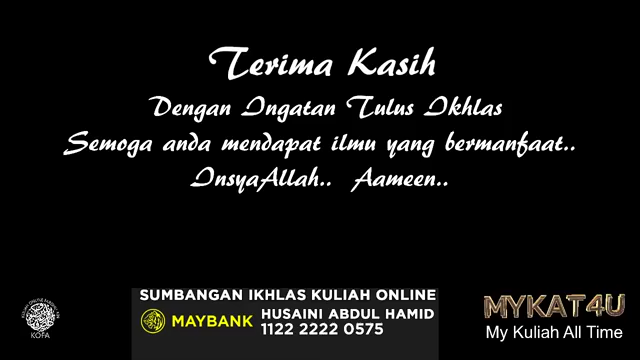 Terima Kasih
Dengan Ingatan Tulus Ikhlas
Semoga anda mendapat ilmu yang bermanfaat..
InsyaAllah.. Aameen..
SUMBANGAN IKHLAS KULIAH ONLINE
MAYBANK
HUSAINI ABDUL HAMID
1122 2222 0575
KOFA
MYKAT4U
My Kuliah All Time